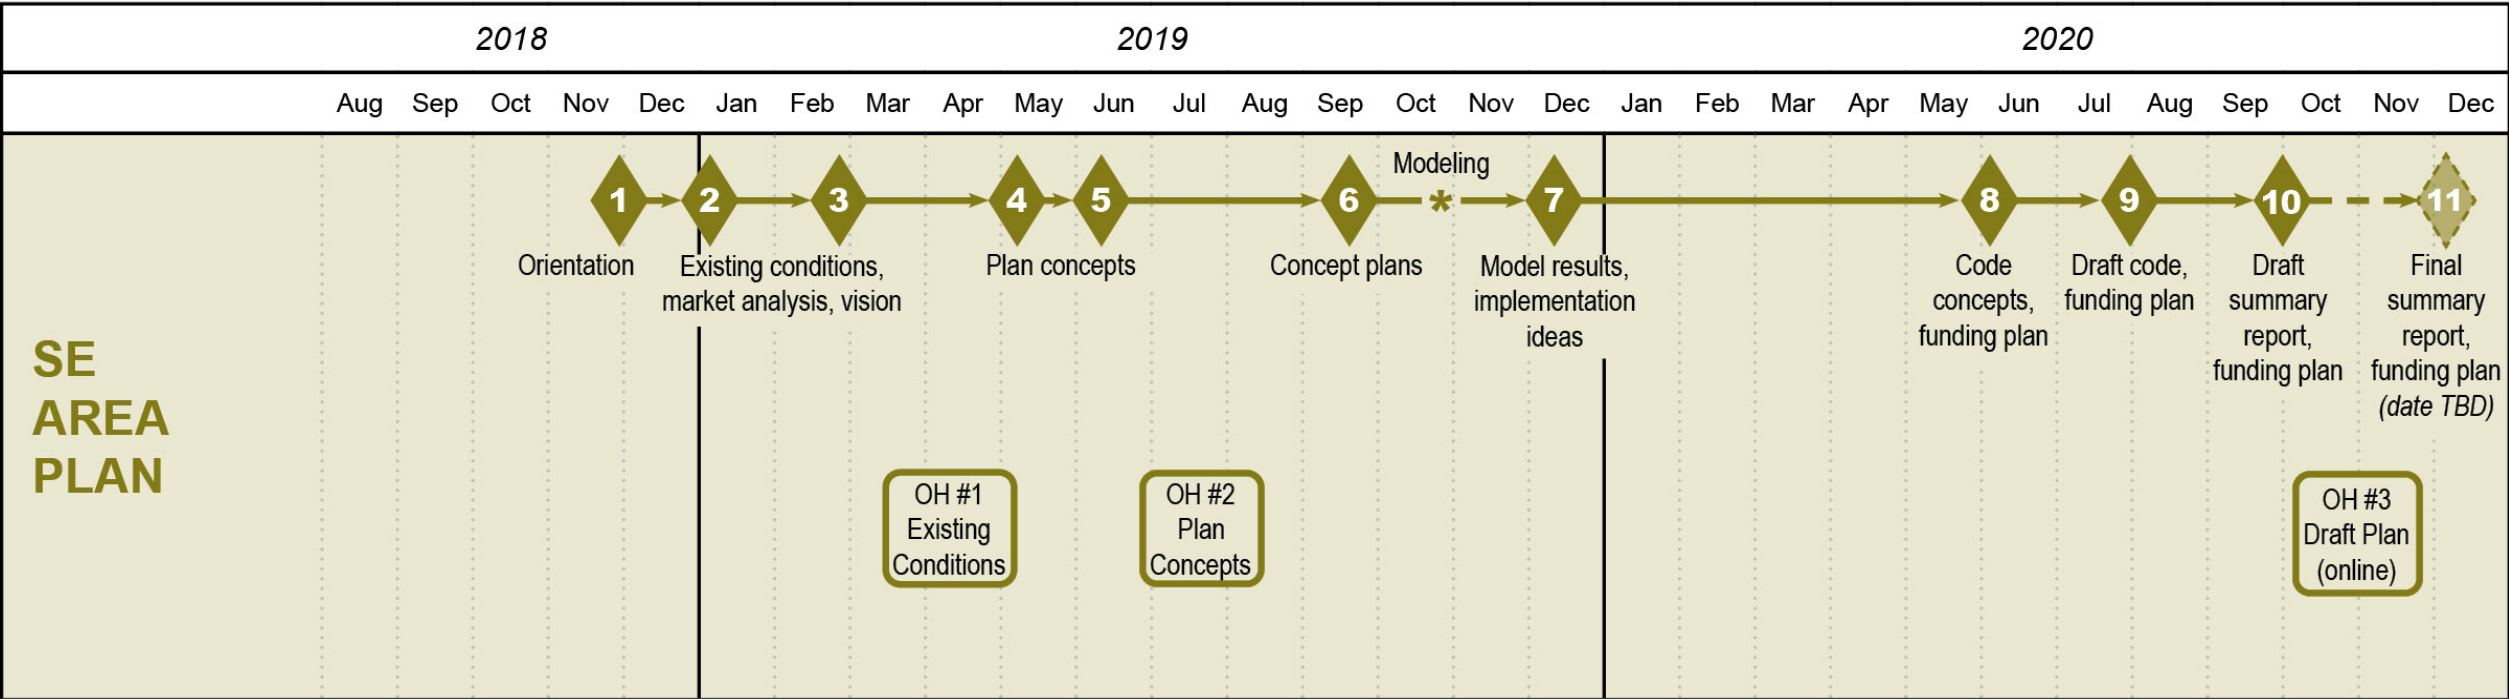 2018 2019 2020
Aug Sep Oct Nov Dec Jan Feb Mar Apr May Jun Jul Aug Sep Oct Nov Dec Jan Feb Mar Apr May Jun Jul Aug Sep Oct Nov Dec
SE
AREA
PLAN
Modeling
1 2 3 4 5 6 * 7 8 9 10 11
Orientation
Existing conditions,
market analysis, vision
Plan concepts
Concept plans
Model results,
implementation
ideas
Code
concepts,
funding plan
Draft code,
funding plan
Draft
summary
report,
funding plan
Final
summary
report,
funding plan
(date TBD)
OH #1
Existing
Conditions
OH #2
Plan
Concepts
OH #3
Draft Plan
(online)